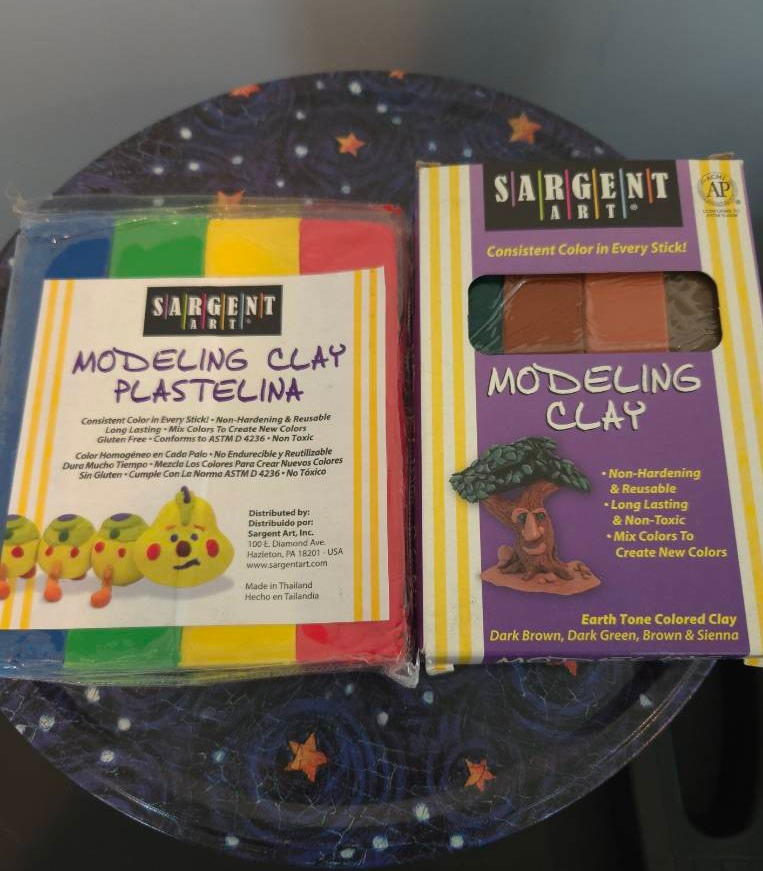 SARGENT
ART®
MODELING CLAY
PLASTELINA
Consistent Color in Every Stick! • Non-Hardening & Reusable
Long Lasting • Mix Colors To Create New Colors
Gluten Free • Conforms to ASTM D 4236 • Non Toxic
Color Homogéneo en Cada Palo • No Endurecible y Reutilizable
Dura Mucho Tiempo • Mezcla Los Colores Para Crear Nuevos Colores
Sin Gluten • Cumple Con La Norma ASTM D 4236 • No Tóxico
Distributed by:
Distribuido por:
Sargent Art, Inc.
100 E. Diamond Ave.
Hazleton, PA 18201 - USA
www.sargentart.com
Made in Thailand
Hecho en Tailandia
SARGENT
ART®
ACMI
AP
Consistent Color in Every Stick!
MODELING
CLAY
• Non-Hardening
& Reusable
• Long Lasting
& Non-Toxic
• Mix Colors To
Create New Colors
Earth Tone Colored Clay
Dark Brown, Dark Green, Brown & Sienna